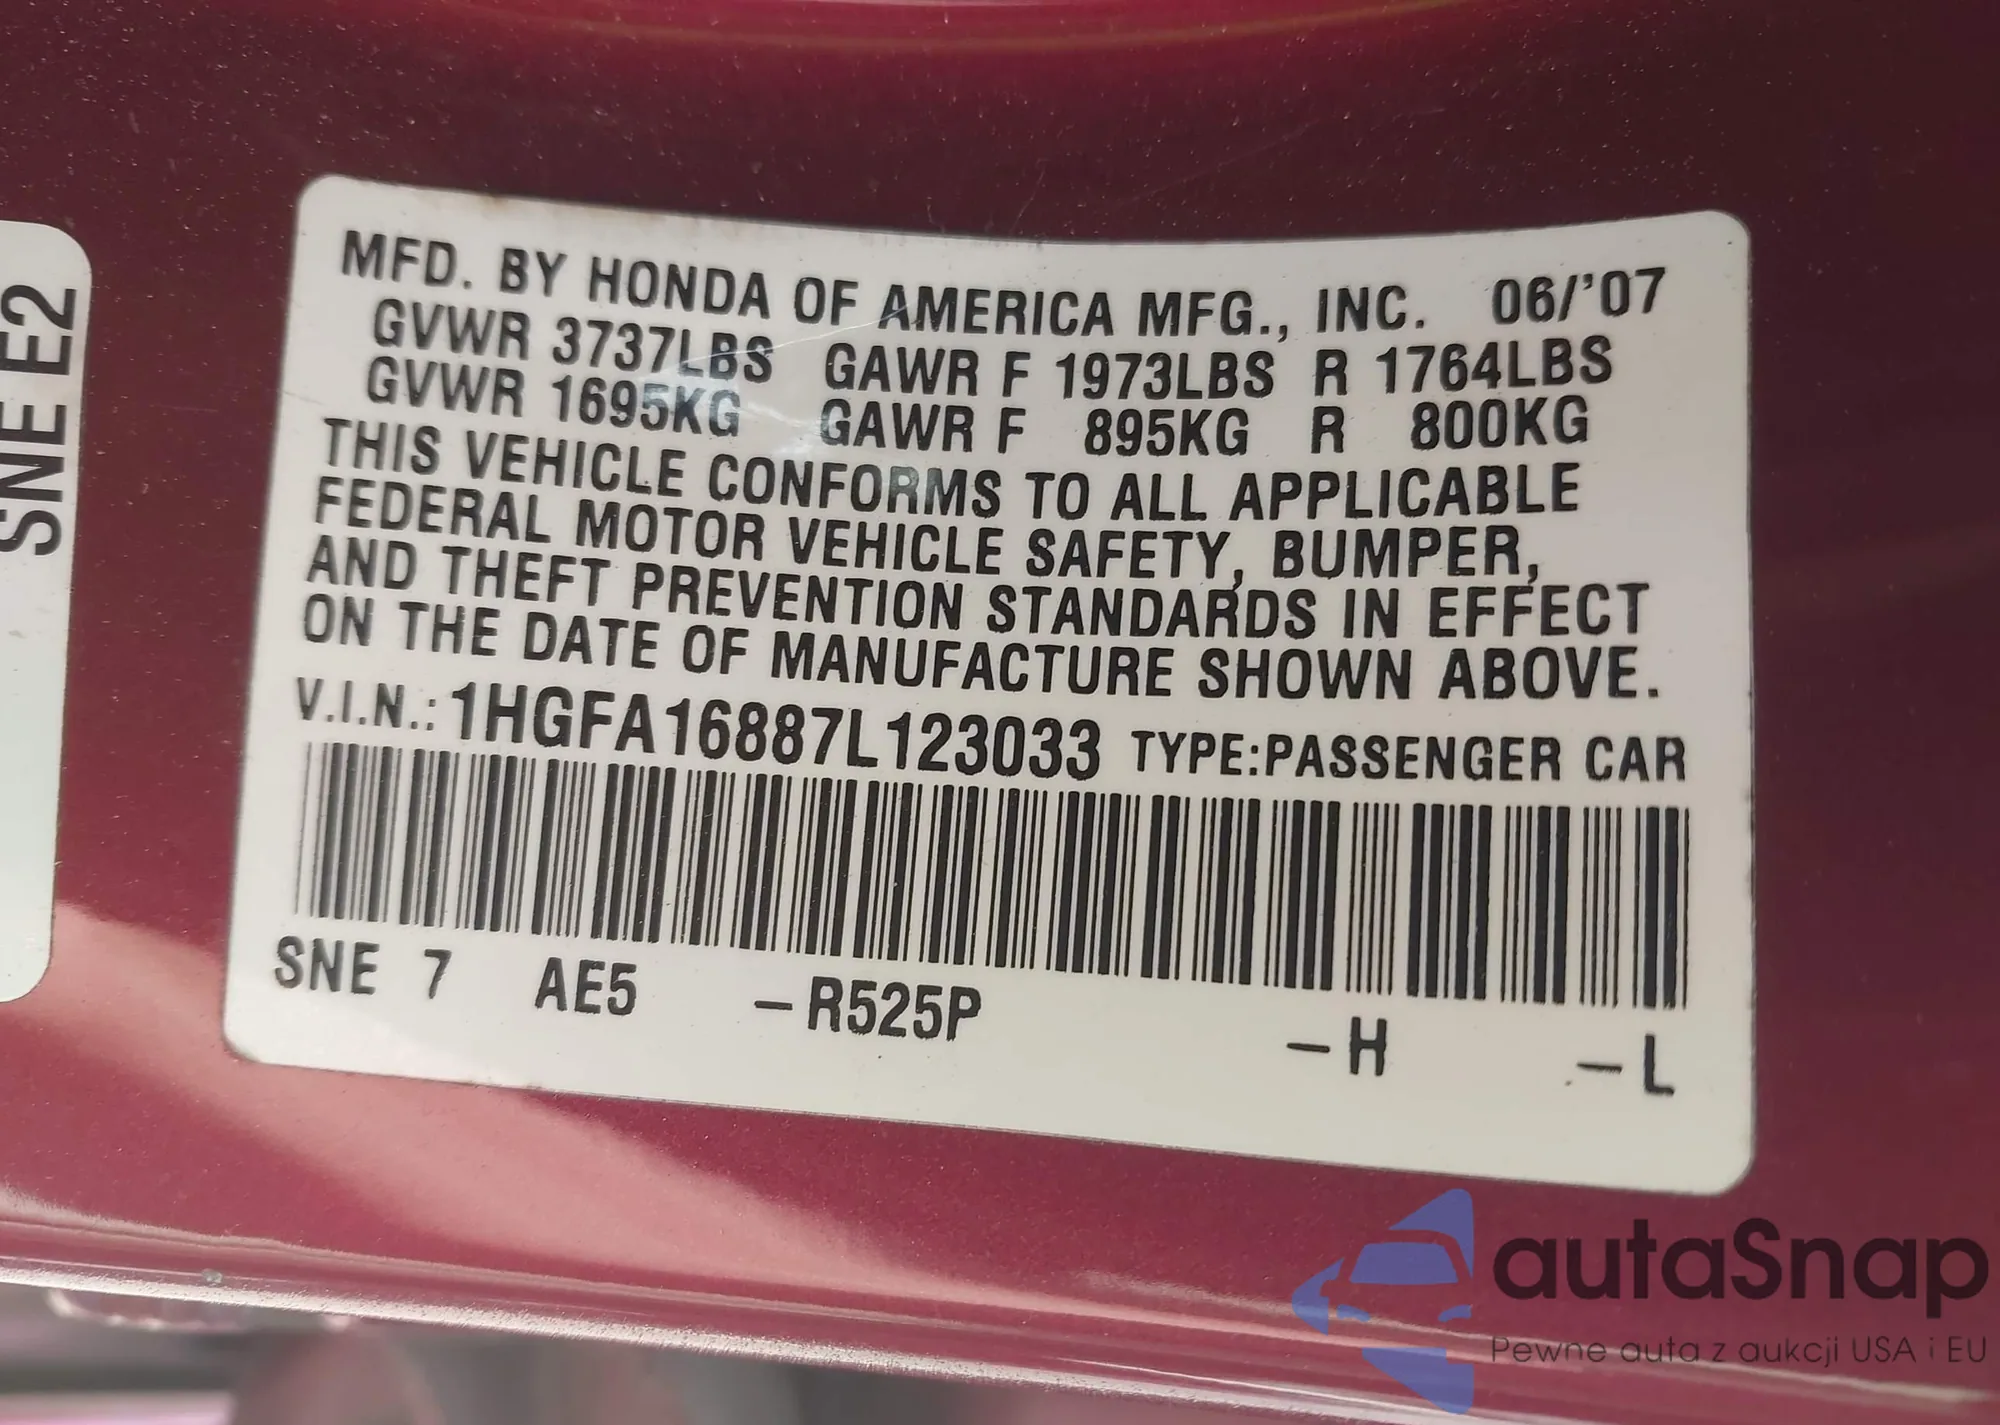 SNE E2
MFD. BY HONDA OF AMERICA MFG., INC. 06/'07
GVWR 3737LBS GAWR F 1973LBS R 1764LBS
GVWR 1695KG GAWR F 895KG R 800KG
THIS VEHICLE CONFORMS TO ALL APPLICABLE
FEDERAL MOTOR VEHICLE SAFETY, BUMPER,
AND THEFT PREVENTION STANDARDS IN EFFECT
ON THE DATE OF MANUFACTURE SHOWN ABOVE.
V.I.N.: 1HGFA16887L123033 TYPE:PASSENGER CAR
SNE 7 AE5 –R525P –H –L
autaSnap
Pewne auta z aukcji USA i EU